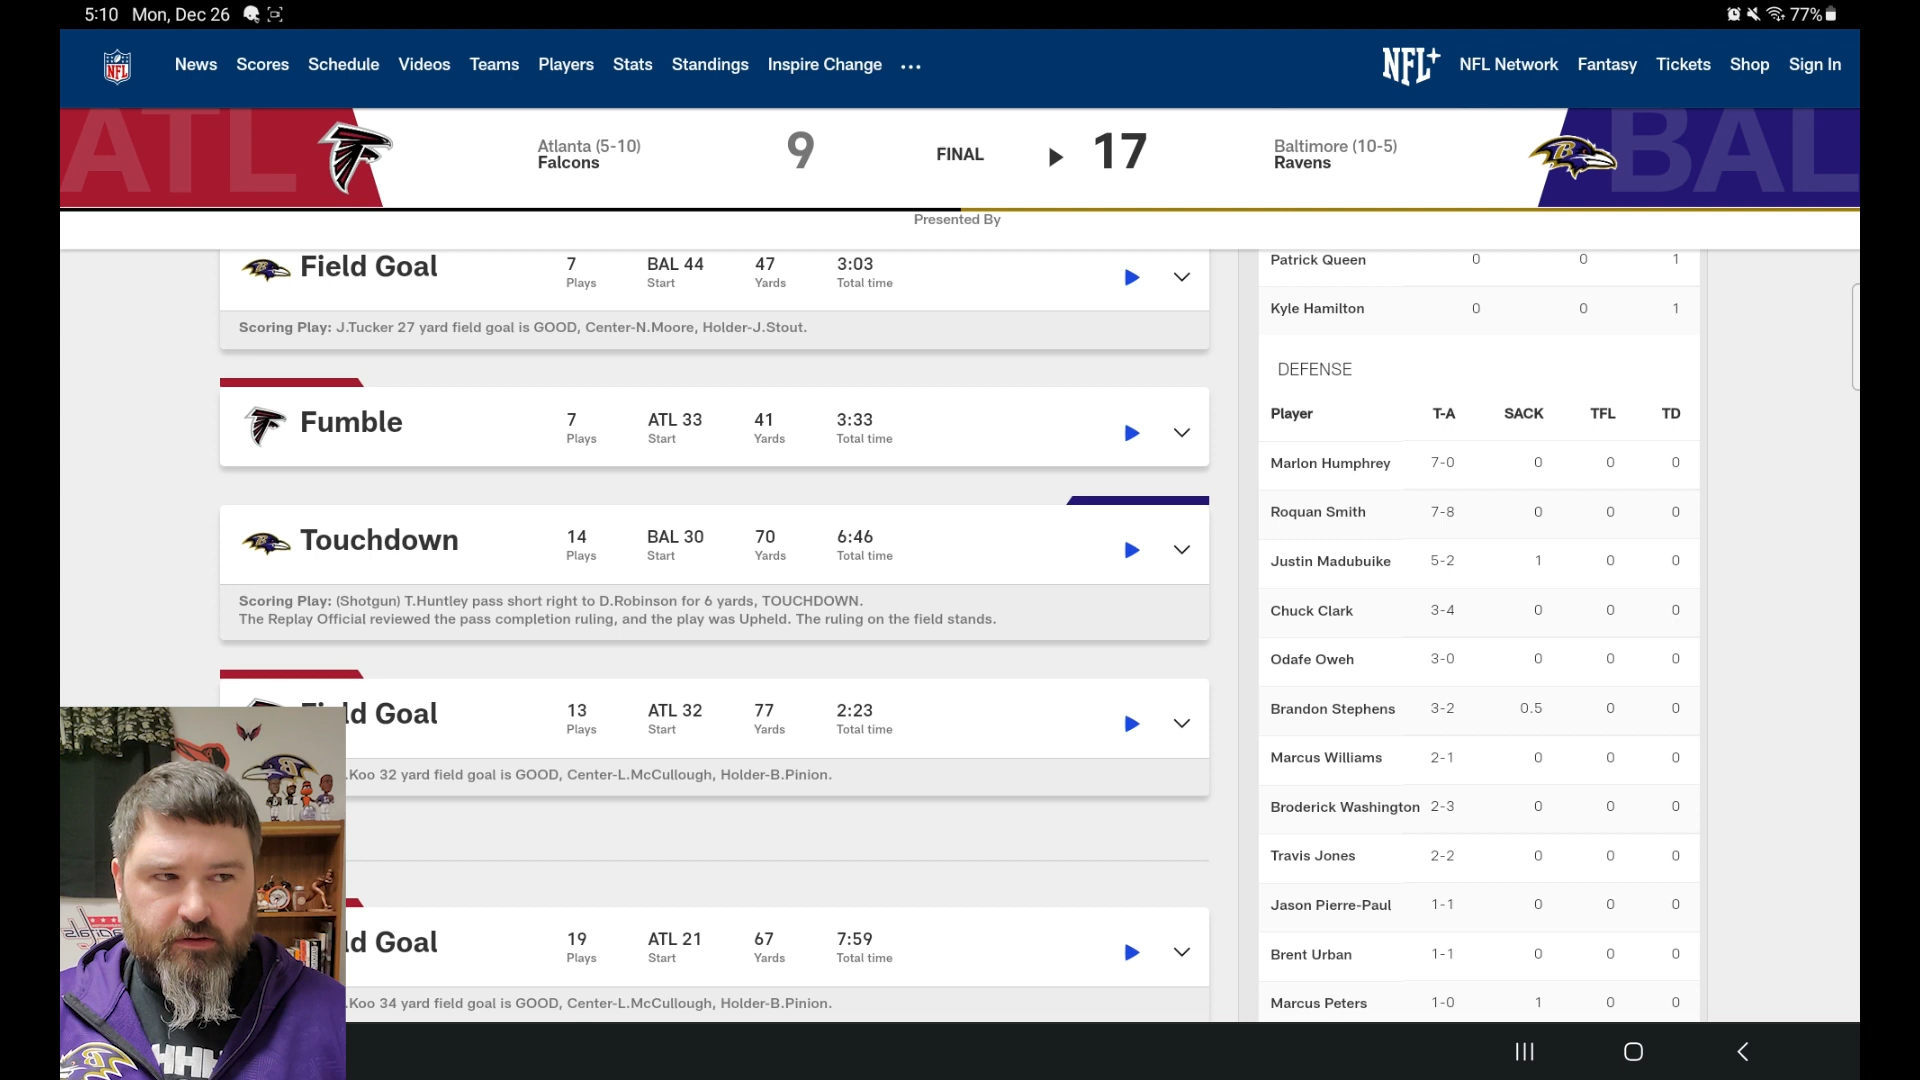 5:10 Mon, Dec 26
77%
NFL
News Scores Schedule Videos Teams Players Stats Standings Inspire Change ...
NFL+ NFL Network Fantasy Tickets Shop Sign In
ATL
Atlanta (5-10)
Falcons
9
FINAL
17
Baltimore (10-5)
Ravens
BAL
Presented By
Field Goal
7 BAL 44 47 3:03
Plays Start Yards Total time
Scoring Play: J.Tucker 27 yard field goal is GOOD, Center-N.Moore, Holder-J.Stout.
Fumble
7 ATL 33 41 3:33
Plays Start Yards Total time
Touchdown
14 BAL 30 70 6:46
Plays Start Yards Total time
Scoring Play: (Shotgun) T.Huntley pass short right to D.Robinson for 6 yards, TOUCHDOWN.
The Replay Official reviewed the pass completion ruling, and the play was Upheld. The ruling on the field stands.
ld Goal
13 ATL 32 77 2:23
Plays Start Yards Total time
.Koo 32 yard field goal is GOOD, Center-L.McCullough, Holder-B.Pinion.
ld Goal
19 ATL 21 67 7:59
Plays Start Yards Total time
.Koo 34 yard field goal is GOOD, Center-L.McCullough, Holder-B.Pinion.
Patrick Queen 0 0 1
Kyle Hamilton 0 0 1
DEFENSE
Player T-A SACK TFL TD
Marlon Humphrey 7-0 0 0 0
Roquan Smith 7-8 0 0 0
Justin Madubuike 5-2 1 0 0
Chuck Clark 3-4 0 0 0
Odafe Oweh 3-0 0 0 0
Brandon Stephens 3-2 0.5 0 0
Marcus Williams 2-1 0 0 0
Broderick Washington 2-3 0 0 0
Travis Jones 2-2 0 0 0
Jason Pierre-Paul 1-1 0 0 0
Brent Urban 1-1 0 0 0
Marcus Peters 1-0 1 0 0